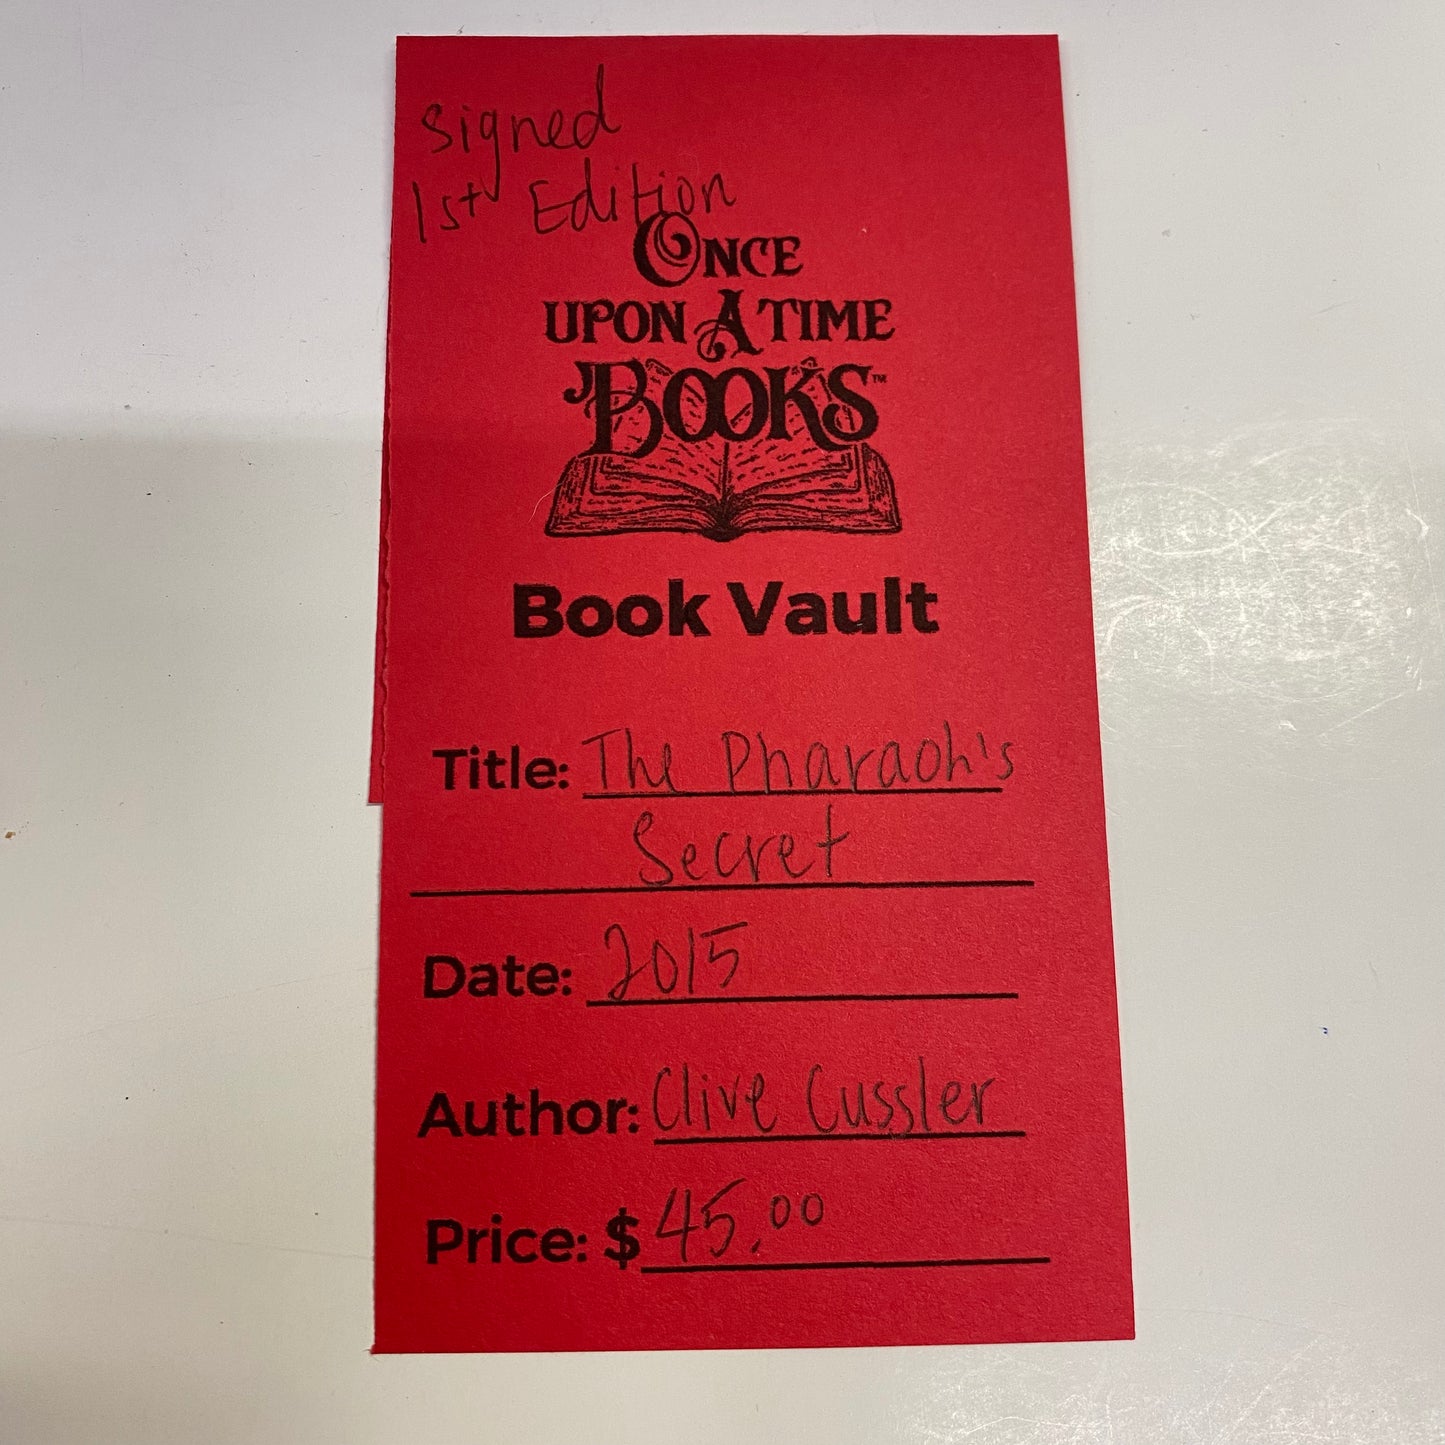 Signed
1st Edition
ONCE
UPON A TIME
BOOKS™
Book Vault
Title: The Pharaoh's
Secret
Date: 2015
Author: Clive Cussler
Price: $45.00